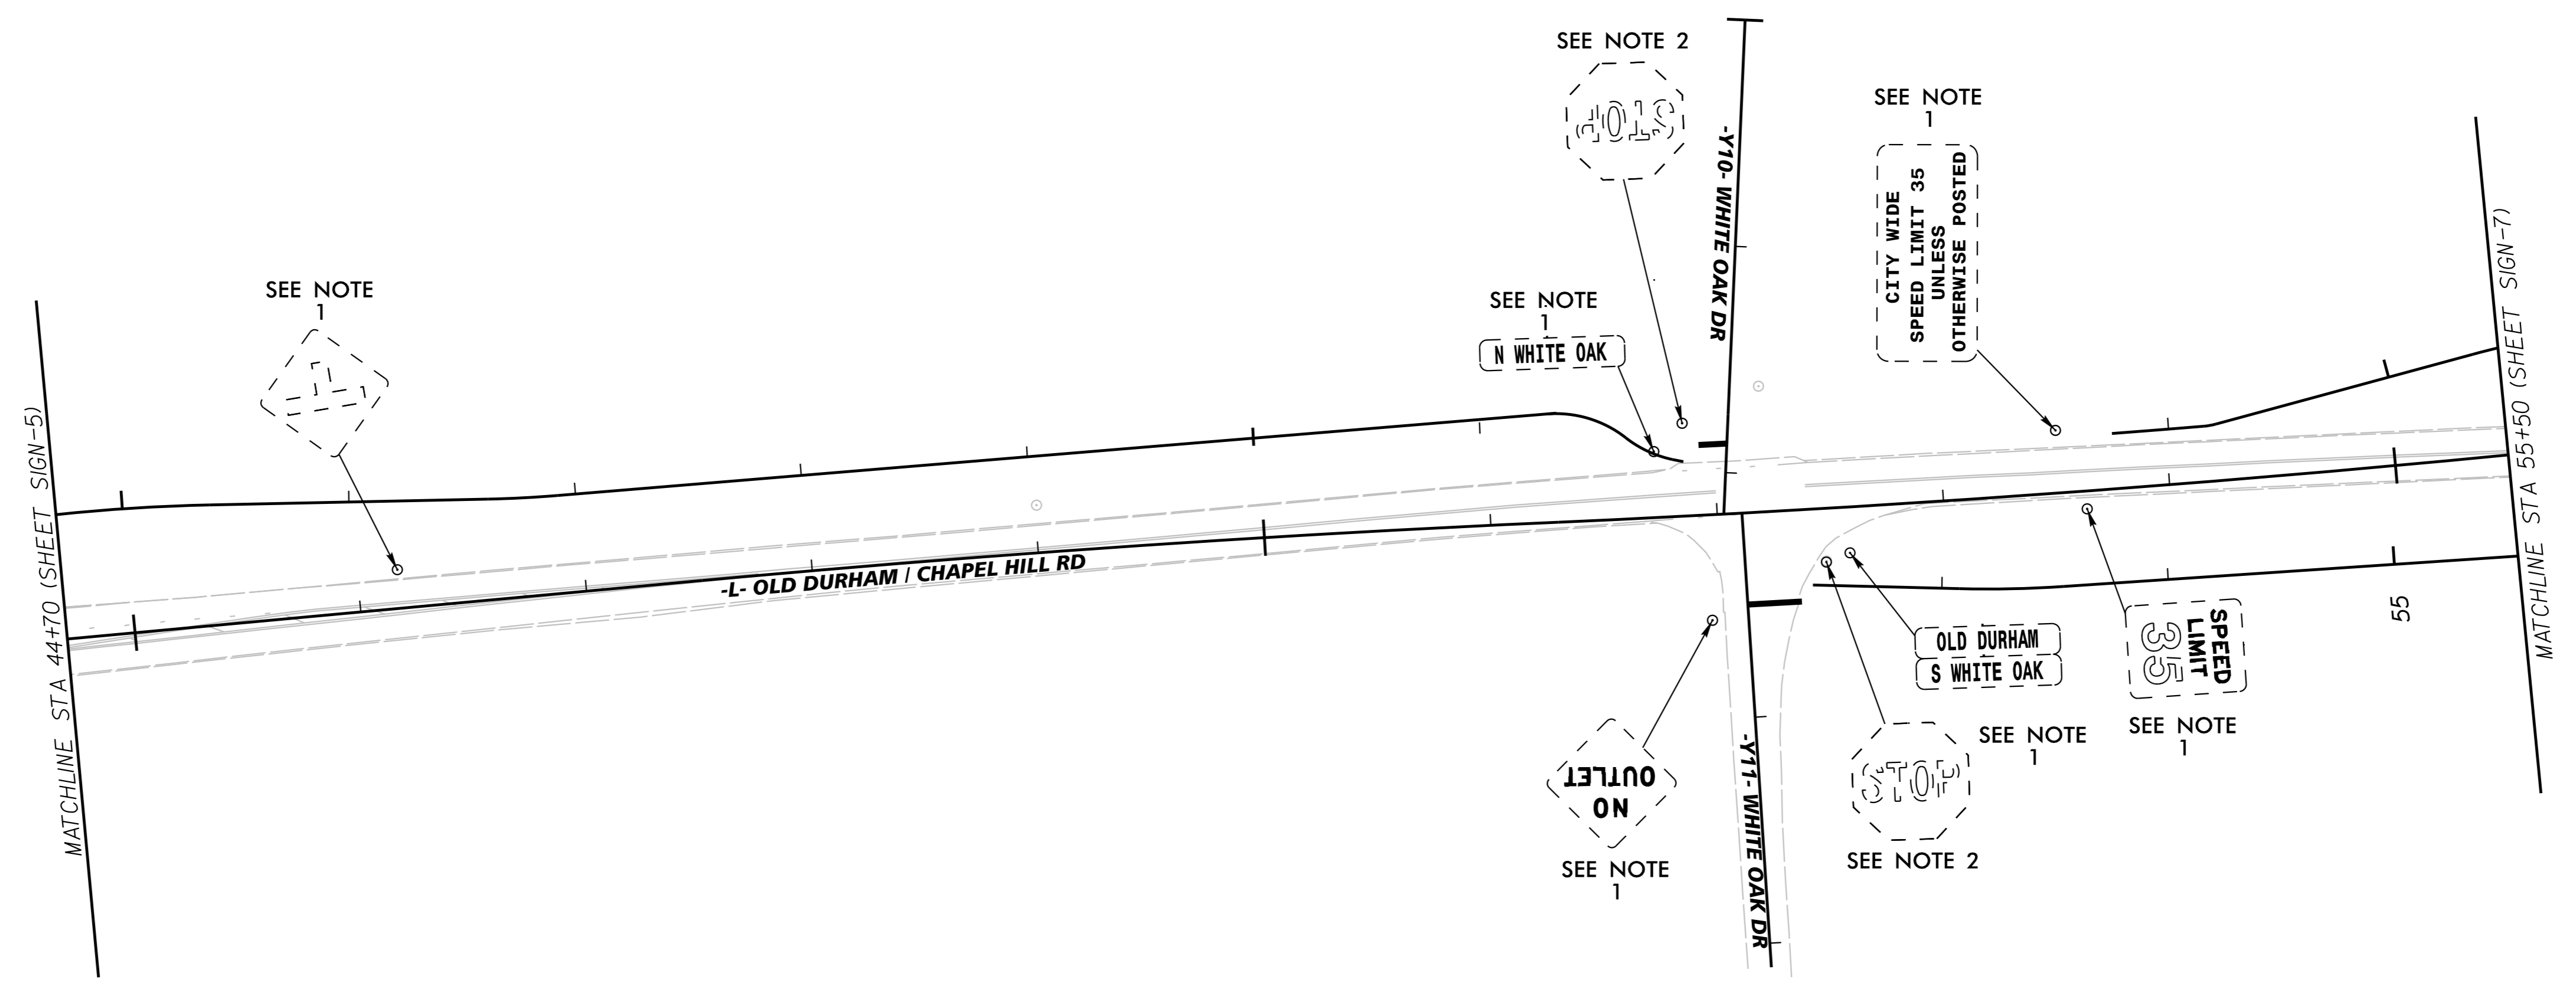 SEE NOTE 2
STOP
SEE NOTE
1
CITY WIDE
SPEED LIMIT 35
UNLESS
OTHERWISE POSTED
-Y10- WHITE OAK DR
SEE NOTE
1
SEE NOTE
1
N WHITE OAK
MATCHLINE STA 44+70 (SHEET SIGN-5)
MATCHLINE STA 55+50 (SHEET SIGN-7)
-L- OLD DURHAM / CHAPEL HILL RD
55
OLD DURHAM
S WHITE OAK
SEE NOTE
1
SPEED
LIMIT
35
SEE NOTE
1
NO
OUTLET
SEE NOTE
1
-Y11- WHITE OAK DR
STOP
SEE NOTE 2